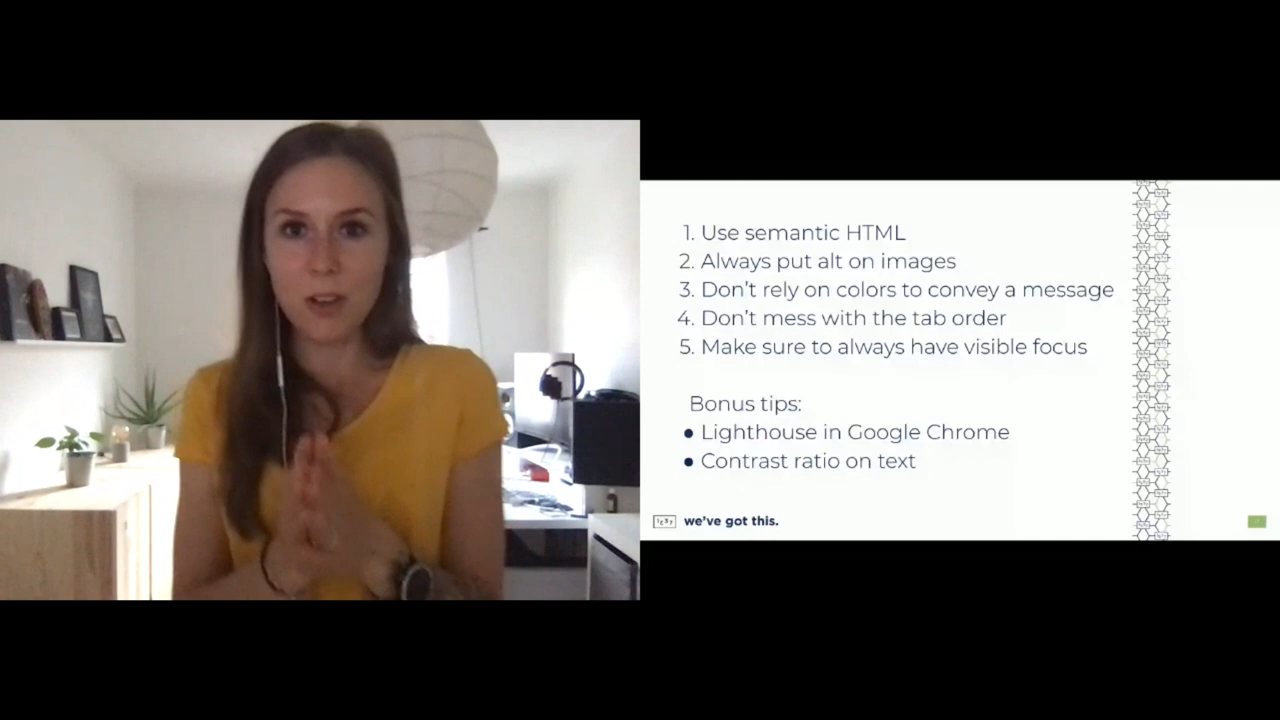 1. Use semantic HTML
2. Always put alt on images
3. Don't rely on colors to convey a message
4. Don't mess with the tab order
5. Make sure to always have visible focus
Bonus tips:
● Lighthouse in Google Chrome
● Contrast ratio on text
we've got this.